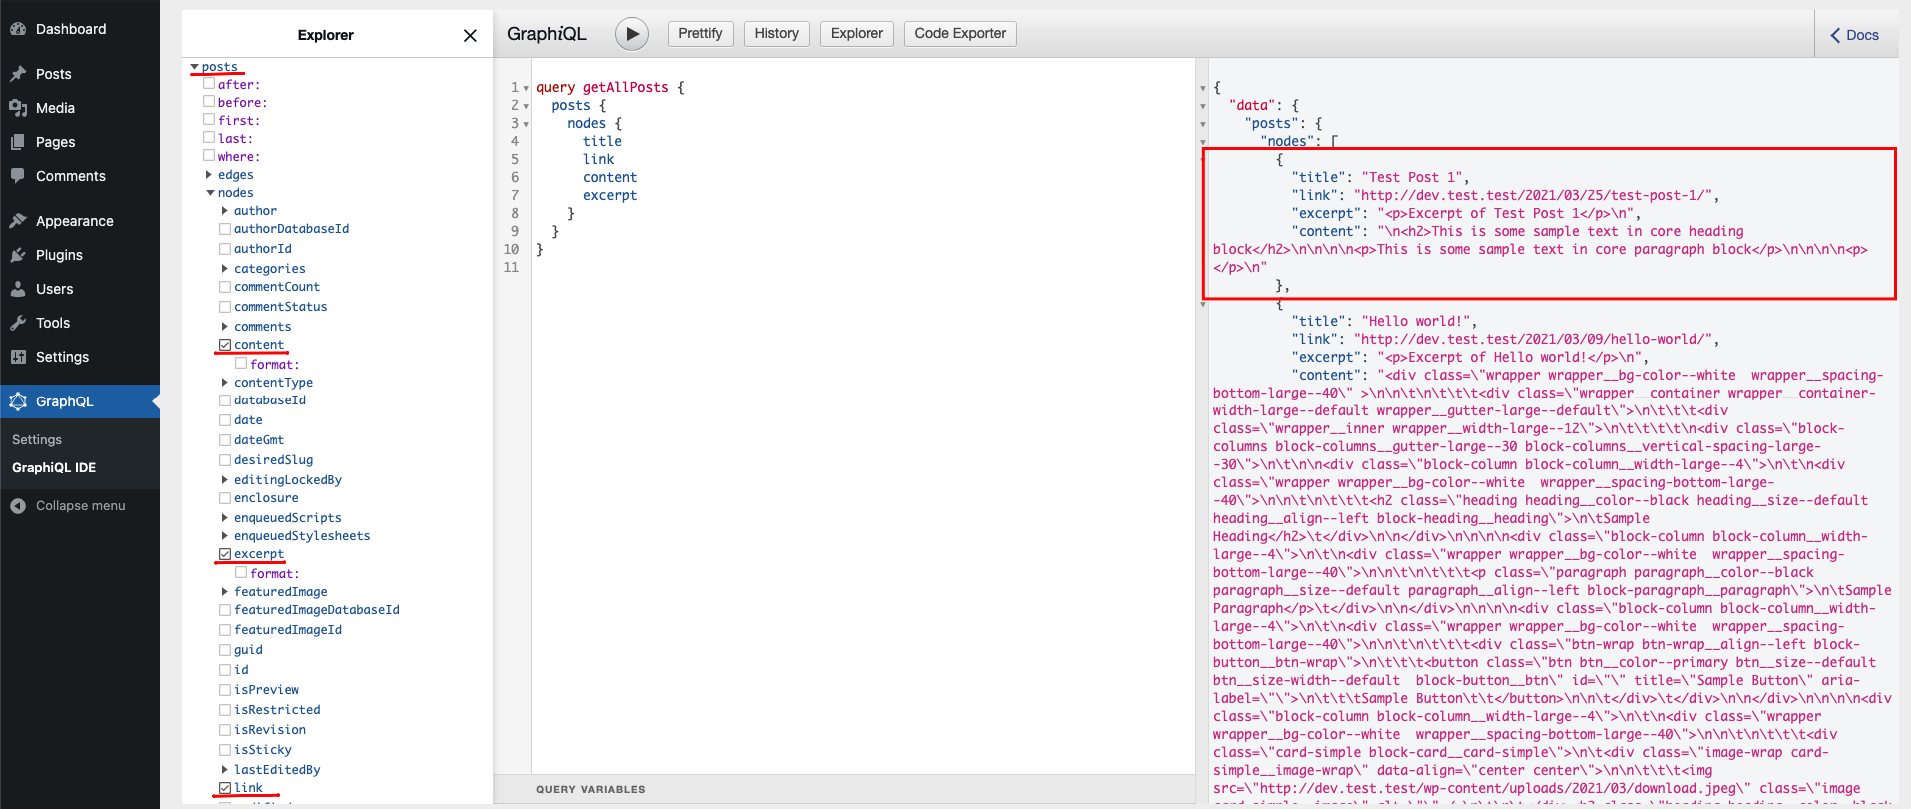 Dashboard
Posts
Media
Pages
Comments
Appearance
Plugins
Users
Tools
Settings
GraphQL
Settings
GraphiQL IDE
Collapse menu
Explorer
posts
after:
before:
first:
last:
where:
edges
nodes
author
authorDatabaseId
authorId
categories
commentCount
commentStatus
comments
content
format:
contentType
databaseId
date
dateGmt
desiredSlug
editingLockedBy
enclosure
enqueuedScripts
enqueuedStylesheets
excerpt
format:
featuredImage
featuredImageDatabaseId
featuredImageId
guid
id
isPreview
isRestricted
isRevision
isSticky
lastEditedBy
link
GraphiQL
Prettify
History
Explorer
Code Exporter
Docs
1 query getAllPosts {
2 posts {
3 nodes {
4 title
5 link
6 content
7 excerpt
8 }
9 }
10 }
11
QUERY VARIABLES
{
"data": {
"posts": {
"nodes": [
{
"title": "Test Post 1",
"link": "http://dev.test.test/2021/03/25/test-post-1/",
"excerpt": "<p>Excerpt of Test Post 1</p>\n",
"content": "\n<h2>This is some sample text in core heading
block</h2>\n\n\n\n<p>This is some sample text in core paragraph block</p>\n\n\n\n<p>
</p>\n"
},
{
"title": "Hello world!",
"link": "http://dev.test.test/2021/03/09/hello-world/",
"excerpt": "<p>Excerpt of Hello world!</p>\n",
"content": "<div class=\"wrapper wrapper__bg-color--white  wrapper__spacing-
bottom-large--40\" >\n\n\t\n\t\t\t<div class=\"wrapper__container wrapper__container-
width-large--default wrapper__gutter-large--default\">\n\t\t\t<div
class=\"wrapper__inner wrapper__width-large--12\">\n\t\t\t\t\n<div class=\"block-
columns block-columns__gutter-large--30 block-columns__vertical-spacing-large-
-30\">\n\t\n\n<div class=\"block-column block-column__width-large--4\">\n\t\n<div
class=\"wrapper wrapper__bg-color--white  wrapper__spacing-bottom-large-
-40\">\n\n\t\n\t\t\t<h2 class=\"heading heading__color--black heading__size--default
heading__align--left block-heading__heading\">\n\tSample
Heading</h2>\t</div>\n\n</div>\n\n\n\n<div class=\"block-column block-column__width-
large--4\">\n\t\n<div class=\"wrapper wrapper__bg-color--white  wrapper__spacing-
bottom-large--40\">\n\n\t\n\t\t\t<p class=\"paragraph paragraph__color--black
paragraph__size--default paragraph__align--left block-paragraph__paragraph\">\n\tSample
Paragraph</p>\t</div>\n\n</div>\n\n\n\n<div class=\"block-column block-column__width-
large--4\">\n\t\n<div class=\"wrapper wrapper__bg-color--white  wrapper__spacing-
bottom-large--40\">\n\n\t\n\t\t\t<div class=\"btn-wrap btn-wrap__align--left block-
button__btn-wrap\">\n\t\t\t<button class=\"btn btn__color--primary btn__size--default
btn__size-width--default  block-button__btn\" id=\"\" title=\"Sample Button\" aria-
label=\"\">\n\t\t\tSample Button\t\t</button>\n\n\t</div>\t</div>\n\n</div>\n\n\n\n<div
class=\"block-column block-column__width-large--4\">\n\t\n<div class=\"wrapper
wrapper__bg-color--white  wrapper__spacing-bottom-large--40\">\n\n\t\n\t\t\t<div
class=\"card-simple block-card__card-simple\">\n\t<div class=\"image-wrap card-
simple__image-wrap\" data-align=\"center center\">\n\n\t\t\t<img
src=\"http://dev.test.test/wp-content/uploads/2021/03/download.jpeg\" class=\"image